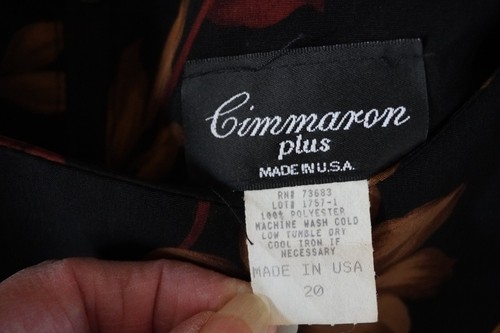 Cimmaron
plus
MADE IN U.S.A.
RN# 73683
LOT# 1757-1
100% POLYESTER
MACHINE WASH COLD
LOW TUMBLE DRY
COOL IRON IF
NECESSARY
MADE IN USA
20